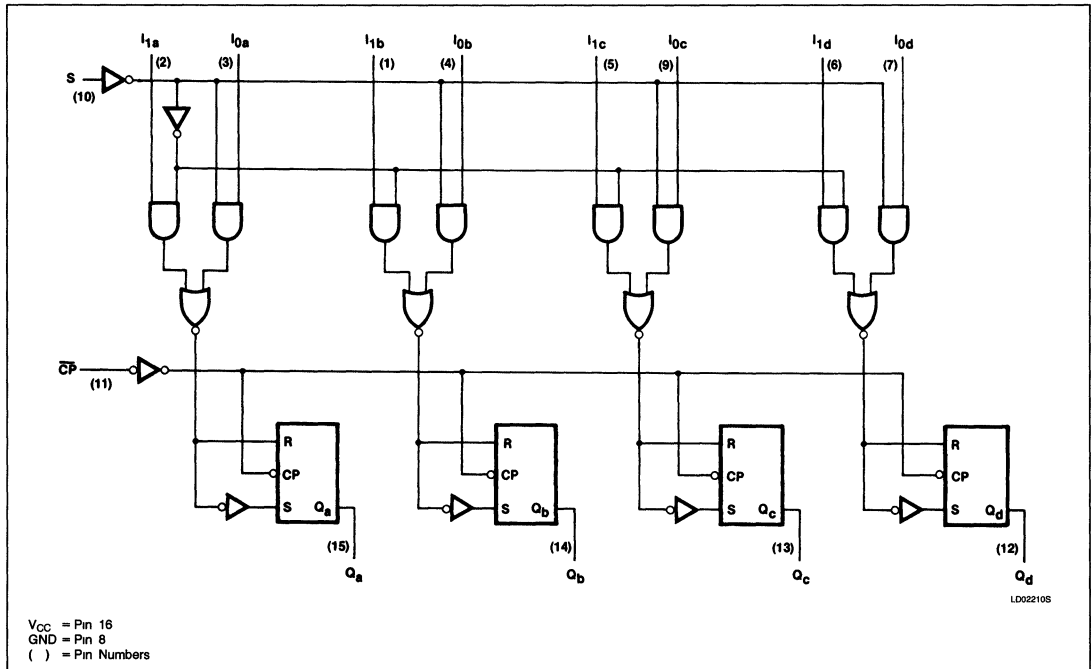 I1a I0a I1b I0b I1c I0c I1d I0d
(2) (3) (1) (4) (5) (9) (6) (7)
S
(10)
CP
(11)
R R R R
CP CP CP CP
S Qa S Qb S Qc S Qd
(15) (14) (13) (12)
Qa Qb Qc Qd
LD02210S
VCC = Pin 16
GND = Pin 8
( ) = Pin Numbers